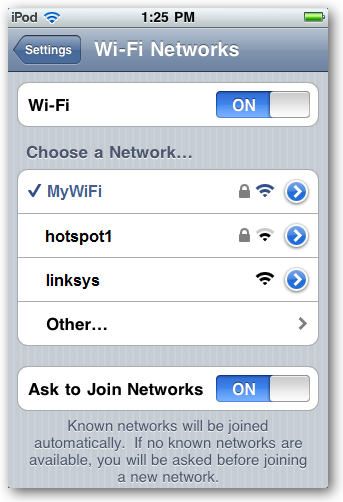 iPod 1:25 PM
Settings Wi-Fi Networks
Wi-Fi ON
Choose a Network...
MyWiFi
hotspot1
linksys
Other...
Ask to Join Networks ON
Known networks will be joined
automatically. If no known networks are
available, you will be asked before joining
a new network.